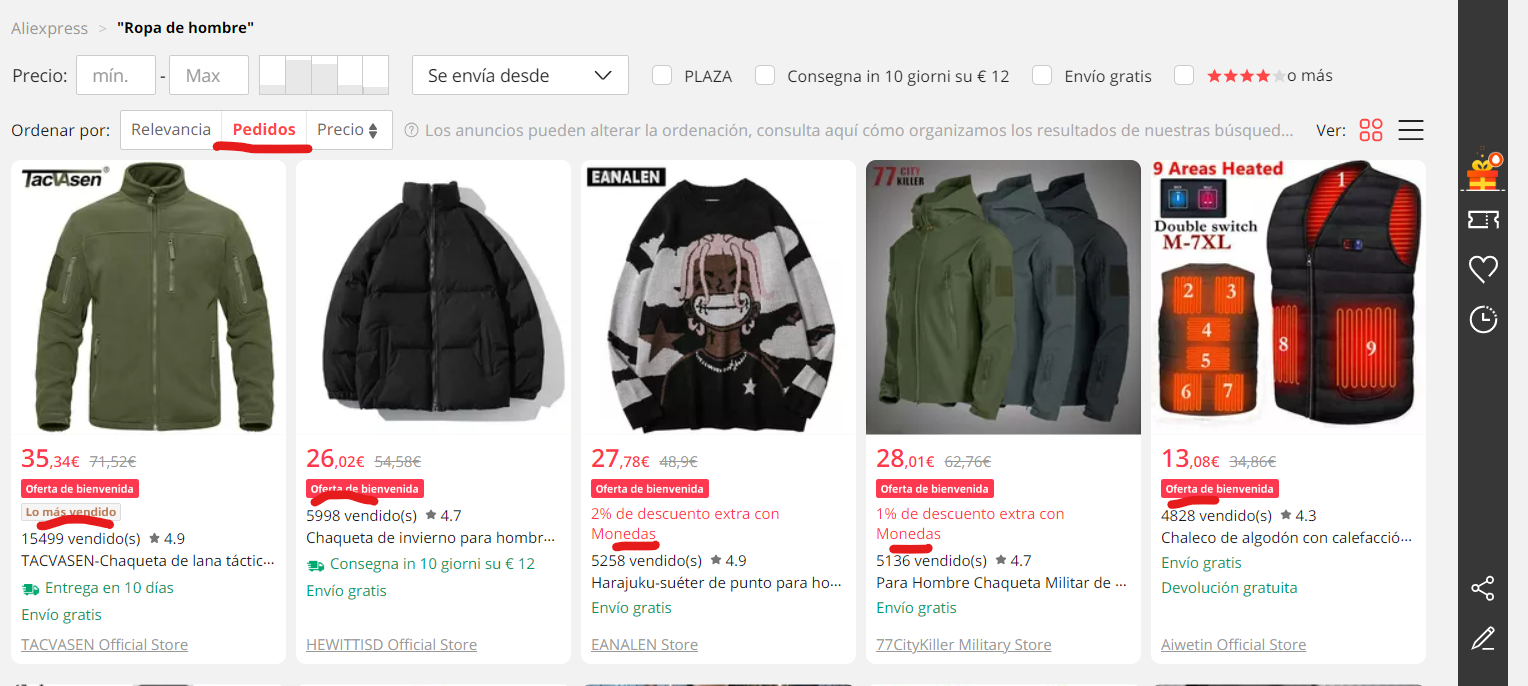 Aliexpress > "Ropa de hombre"
Precio: mín. - Max Se envía desde PLAZA Consegna in 10 giorni su € 12 Envío gratis o más
Ordenar por: Relevancia Pedidos Precio Los anuncios pueden alterar la ordenación, consulta aquí cómo organizamos los resultados de nuestras búsqued... Ver:
TacVAsen®
EANALEN
77 CITY KILLER
9 Areas Heated
Double switch
M-7XL
1
2 3
4
5
6 7
8 9
35,34€ 71,52€
Oferta de bienvenida
Lo más vendido
15499 vendido(s) 4.9
TACVASEN-Chaqueta de lana táctic...
Entrega en 10 días
Envío gratis
TACVASEN Official Store
26,02€ 54,58€
Oferta de bienvenida
5998 vendido(s) 4.7
Chaqueta de invierno para hombr...
Consegna in 10 giorni su € 12
Envío gratis
HEWITTISD Official Store
27,78€ 48,9€
Oferta de bienvenida
2% de descuento extra con
Monedas
5258 vendido(s) 4.9
Harajuku-suéter de punto para ho...
Envío gratis
EANALEN Store
28,01€ 62,76€
Oferta de bienvenida
1% de descuento extra con
Monedas
5136 vendido(s) 4.7
Para Hombre Chaqueta Militar de ...
Envío gratis
77CityKiller Military Store
13,08€ 34,86€
Oferta de bienvenida
4828 vendido(s) 4.3
Chaleco de algodón con calefacció...
Envío gratis
Devolución gratuita
Aiwetin Official Store